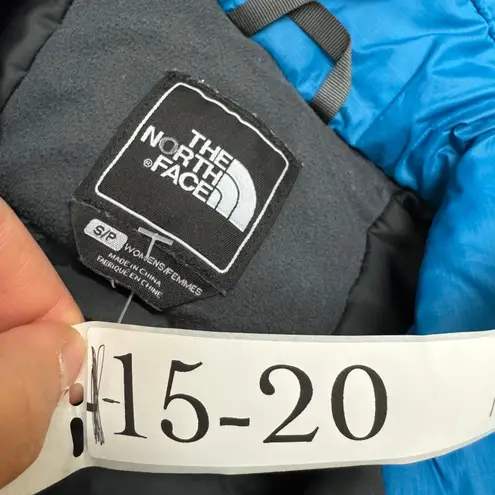 THE
NORTH
FACE
®
S/P WOMENS/FEMMES
MADE IN CHINA
FABRIQUE EN CHINE
15-20